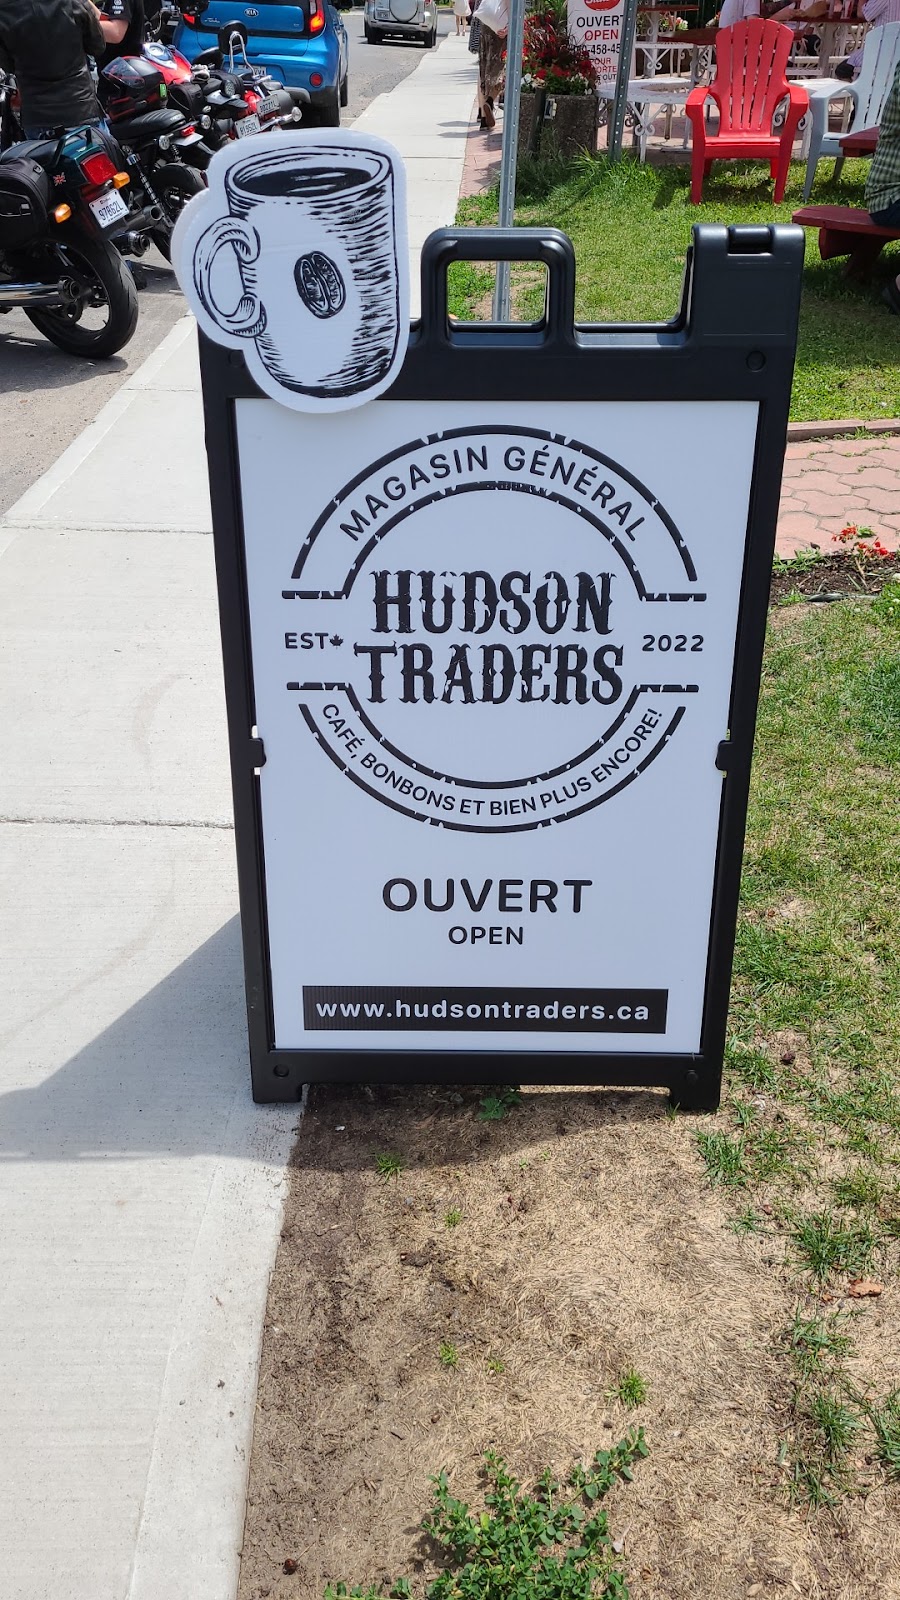 MAGASIN GÉNÉRAL
HUDSON
TRADERS
EST 2022
CAFÉ, BONBONS ET BIEN PLUS ENCORE!
OUVERT
OPEN
www.hudsontraders.ca
OUVERT
OPEN
KIA